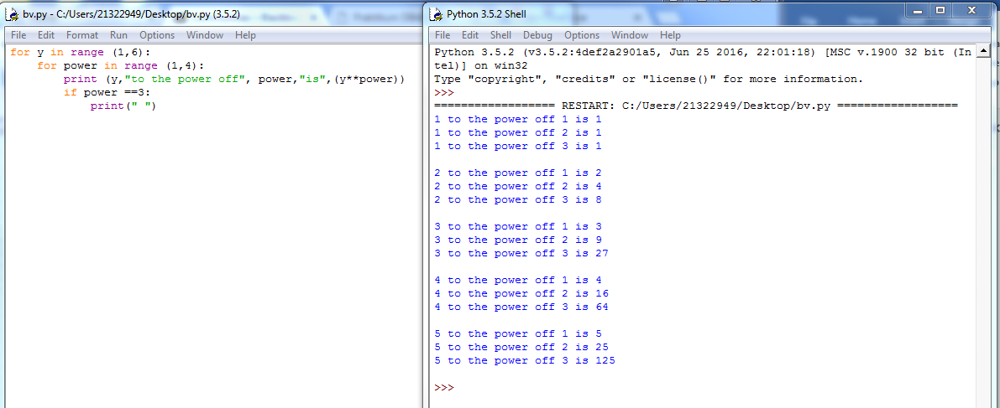 bv.py - C:/Users/21322949/Desktop/bv.py (3.5.2)
File Edit Format Run Options Window Help
for y in range (1,6):
    for power in range (1,4):
        print (y,"to the power off", power,"is",(y**power))
        if power ==3:
            print(" ")
Python 3.5.2 Shell
File Edit Shell Debug Options Window Help
Python 3.5.2 (v3.5.2:4def2a2901a5, Jun 25 2016, 22:01:18) [MSC v.1900 32 bit (In
tel)] on win32
Type "copyright", "credits" or "license()" for more information.
>>>
================== RESTART: C:/Users/21322949/Desktop/bv.py ==================
1 to the power off 1 is 1
1 to the power off 2 is 1
1 to the power off 3 is 1

2 to the power off 1 is 2
2 to the power off 2 is 4
2 to the power off 3 is 8

3 to the power off 1 is 3
3 to the power off 2 is 9
3 to the power off 3 is 27

4 to the power off 1 is 4
4 to the power off 2 is 16
4 to the power off 3 is 64

5 to the power off 1 is 5
5 to the power off 2 is 25
5 to the power off 3 is 125

>>>